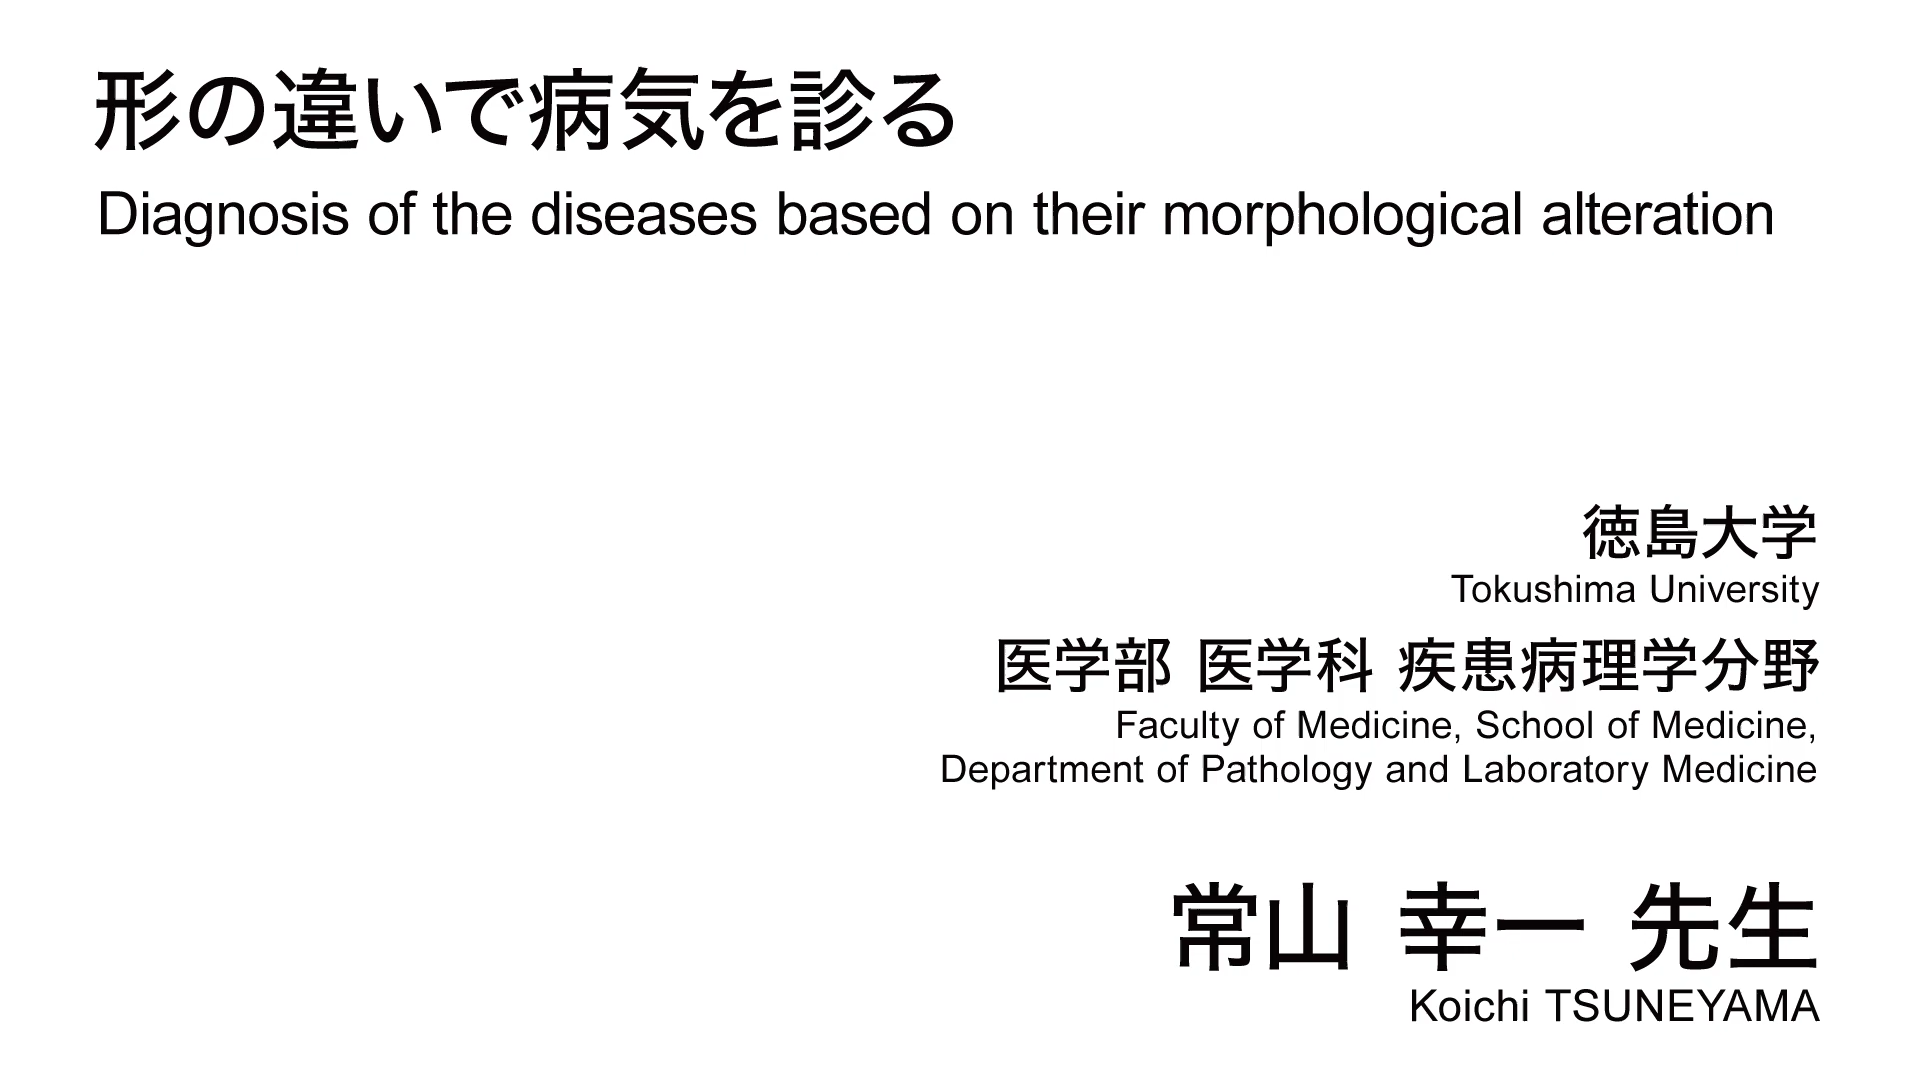 形の違いで病気を診る
Diagnosis of the diseases based on their morphological alteration
徳島大学
Tokushima University
医学部 医学科 疾患病理学分野
Faculty of Medicine, School of Medicine,
Department of Pathology and Laboratory Medicine
常山 幸一 先生
Koichi TSUNEYAMA